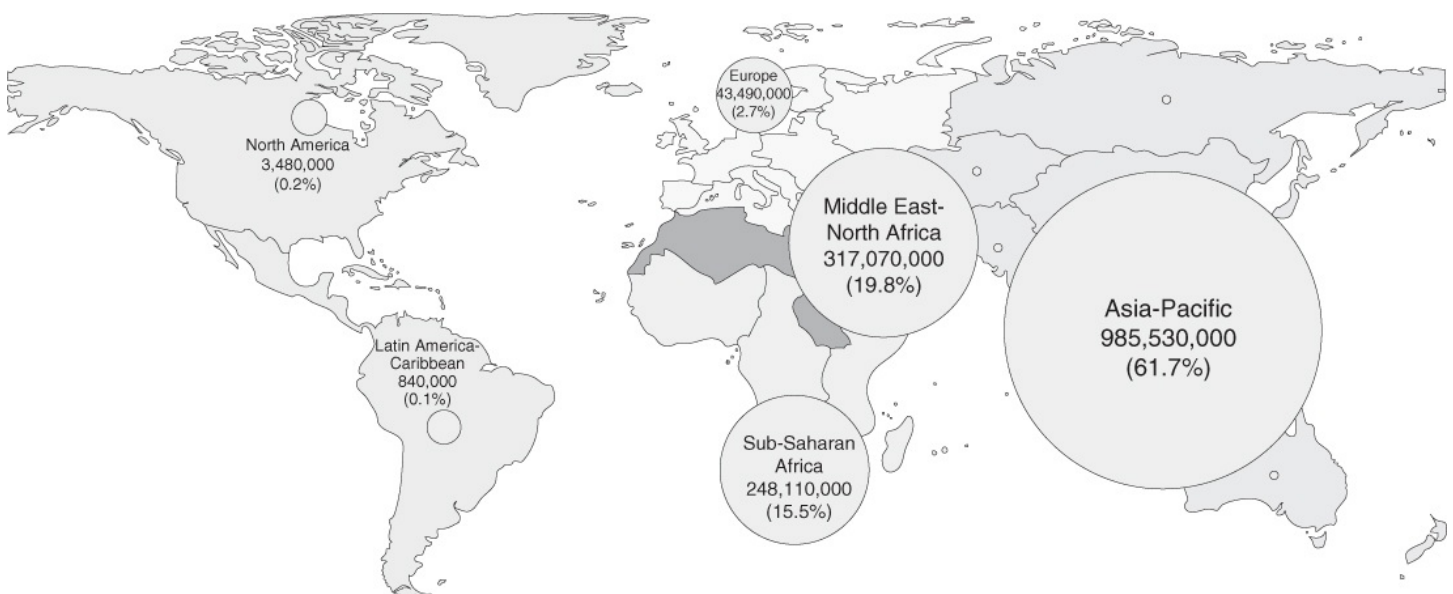 Europe
43,490,000
(2.7%)
North America
3,480,000
(0.2%)
Middle East-
North Africa
317,070,000
(19.8%)
Asia-Pacific
985,530,000
(61.7%)
Latin America-
Caribbean
840,000
(0.1%)
Sub-Saharan
Africa
248,110,000
(15.5%)